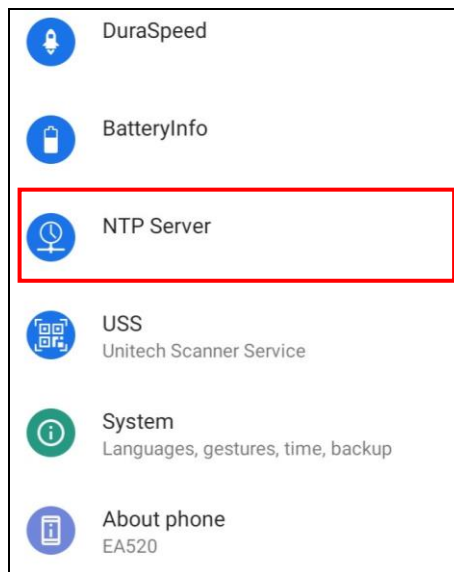 DuraSpeed
BatteryInfo
NTP Server
USS
Unitech Scanner Service
System
Languages, gestures, time, backup
About phone
EA520